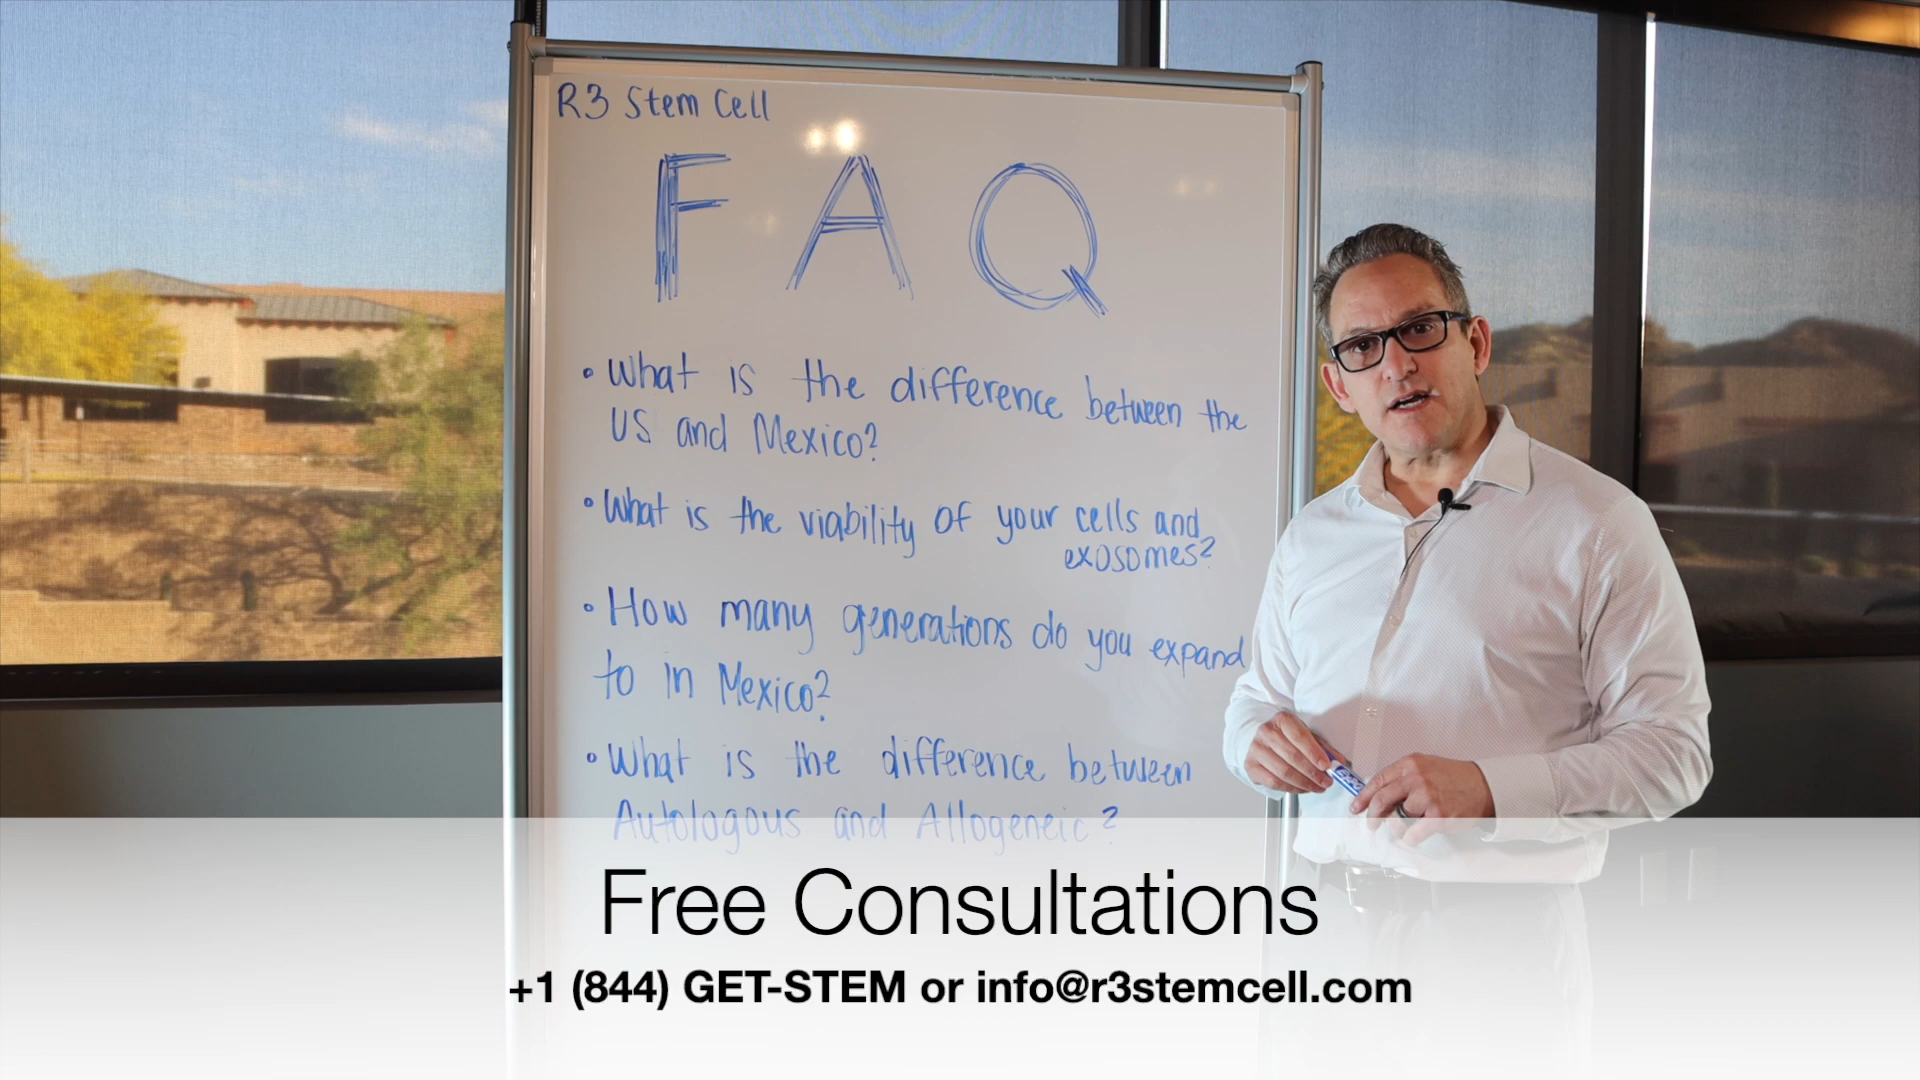 R3 Stem Cell
FAQ
• What is the difference between the
US and Mexico?
• What is the viability of your cells and
exosomes?
• How many generations do you expand
to in Mexico?
• What is the difference between
Autologous and Allogeneic?
Free Consultations
+1 (844) GET-STEM or info@r3stemcell.com